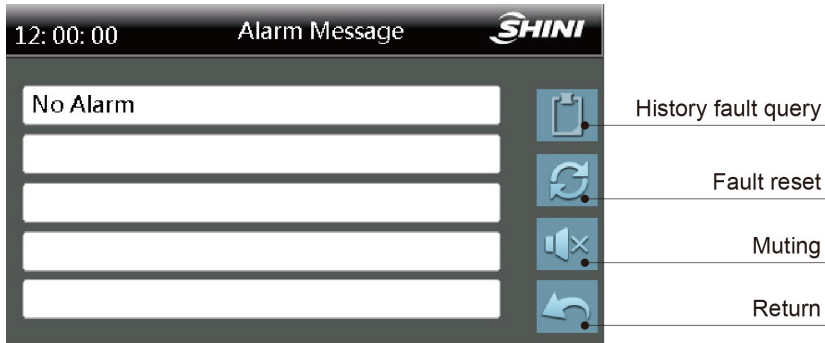 12: 00: 00 Alarm Message SHINI
No Alarm
History fault query
Fault reset
Muting
Return